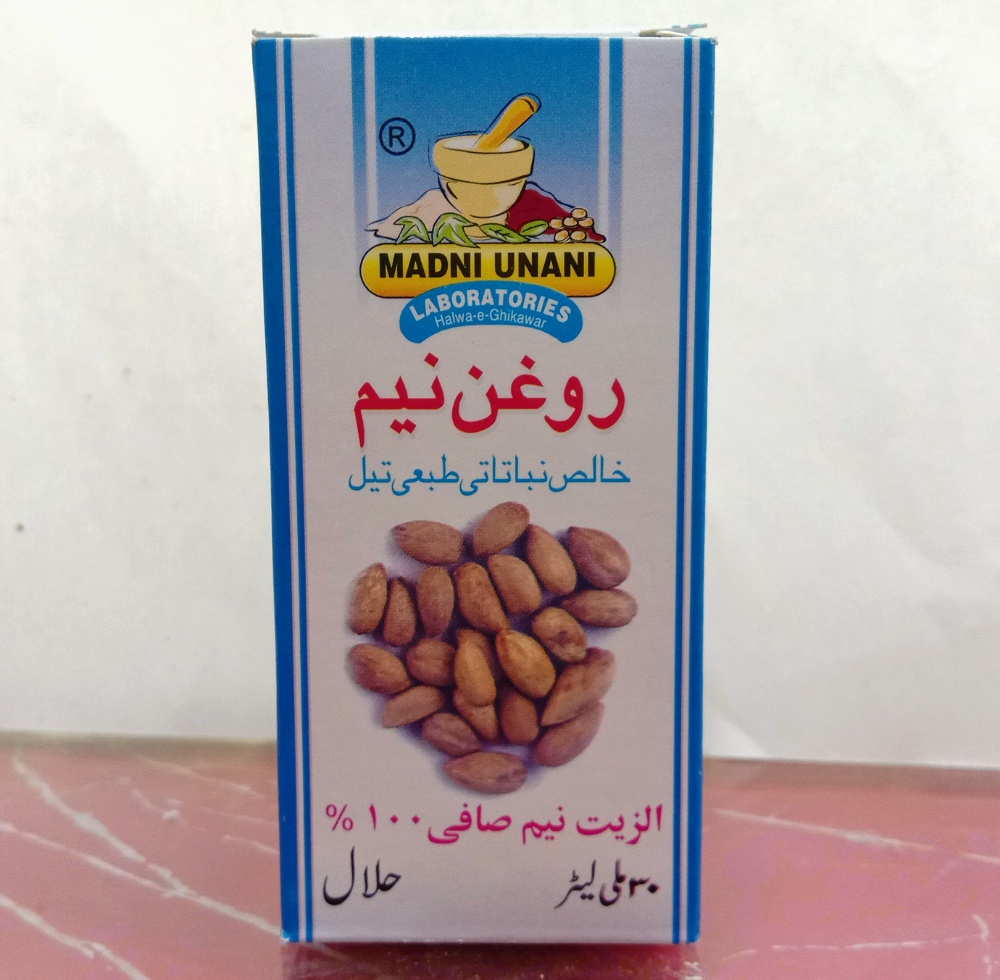 ®
MADNI UNANI
LABORATORIES
Halwa-e-Ghikawar
روغن نیم
خالص نباتاتی طبعی تیل
الزیت نیم صافی ۱۰۰ %
۳۰ ملی لیٹر
حلال